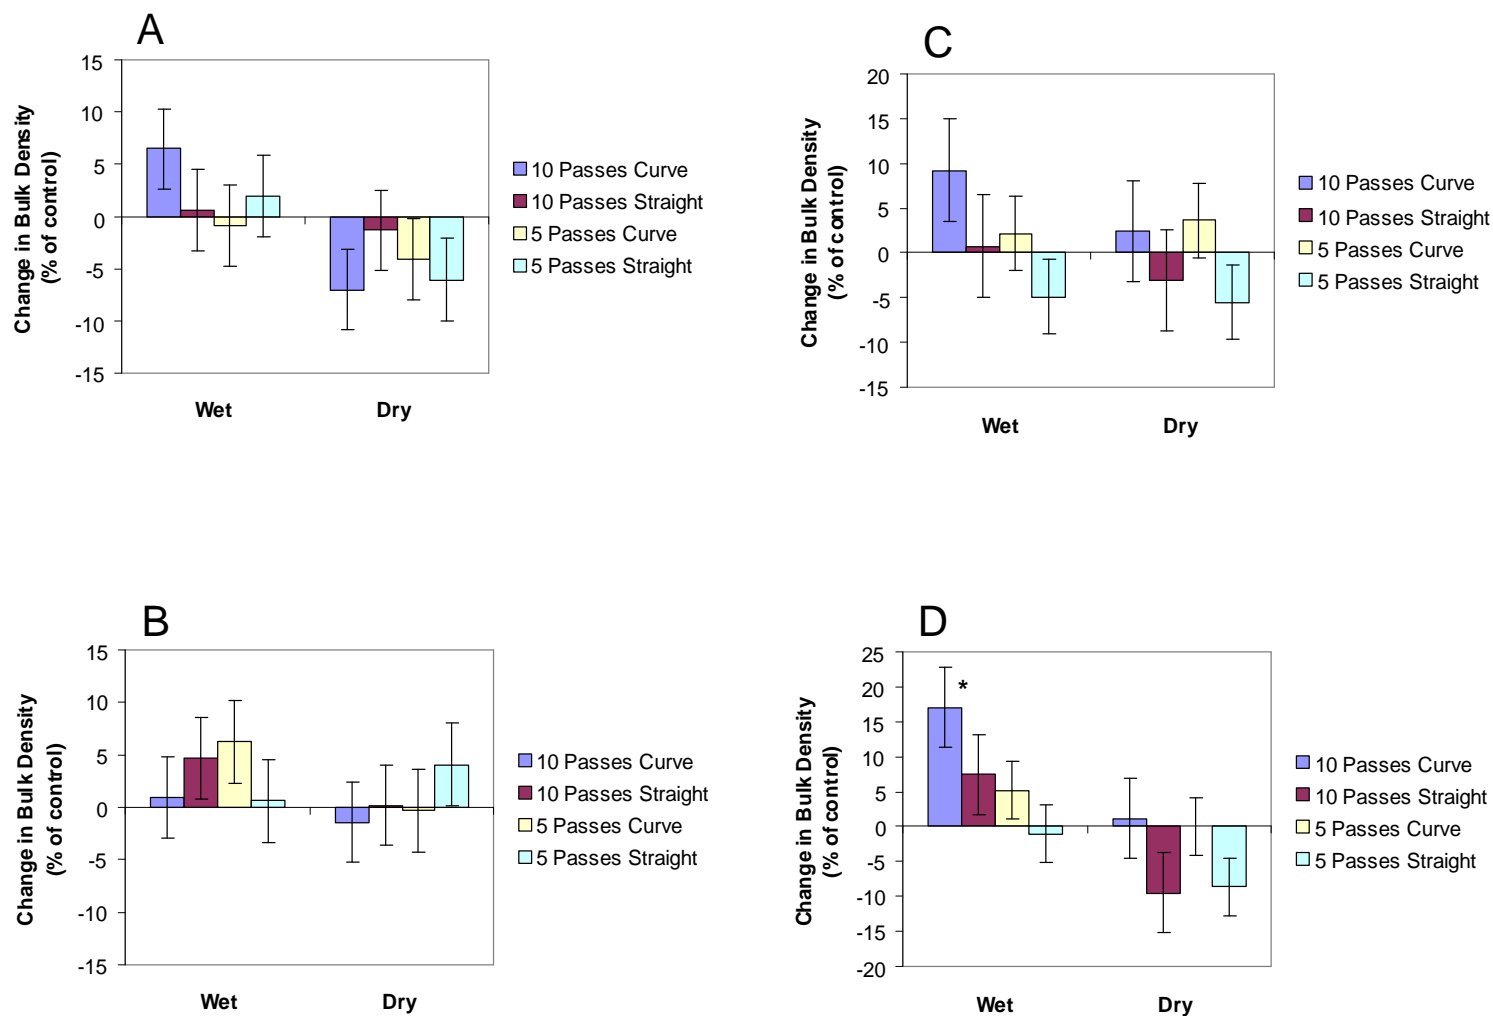 A
15
10
5
0
-5
-10
-15
Change in Bulk Density
(% of control)
Wet Dry
10 Passes Curve
10 Passes Straight
5 Passes Curve
5 Passes Straight
C
20
15
10
5
0
-5
-10
-15
Change in Bulk Density
(% of control)
Wet Dry
10 Passes Curve
10 Passes Straight
5 Passes Curve
5 Passes Straight
B
15
10
5
0
-5
-10
-15
Change in Bulk Density
(% of control)
Wet Dry
10 Passes Curve
10 Passes Straight
5 Passes Curve
5 Passes Straight
D
25
20
15
10
5
0
-5
-10
-15
-20
Change in Bulk Density
(% of control)
*
Wet Dry
10 Passes Curve
10 Passes Straight
5 Passes Curve
5 Passes Straight